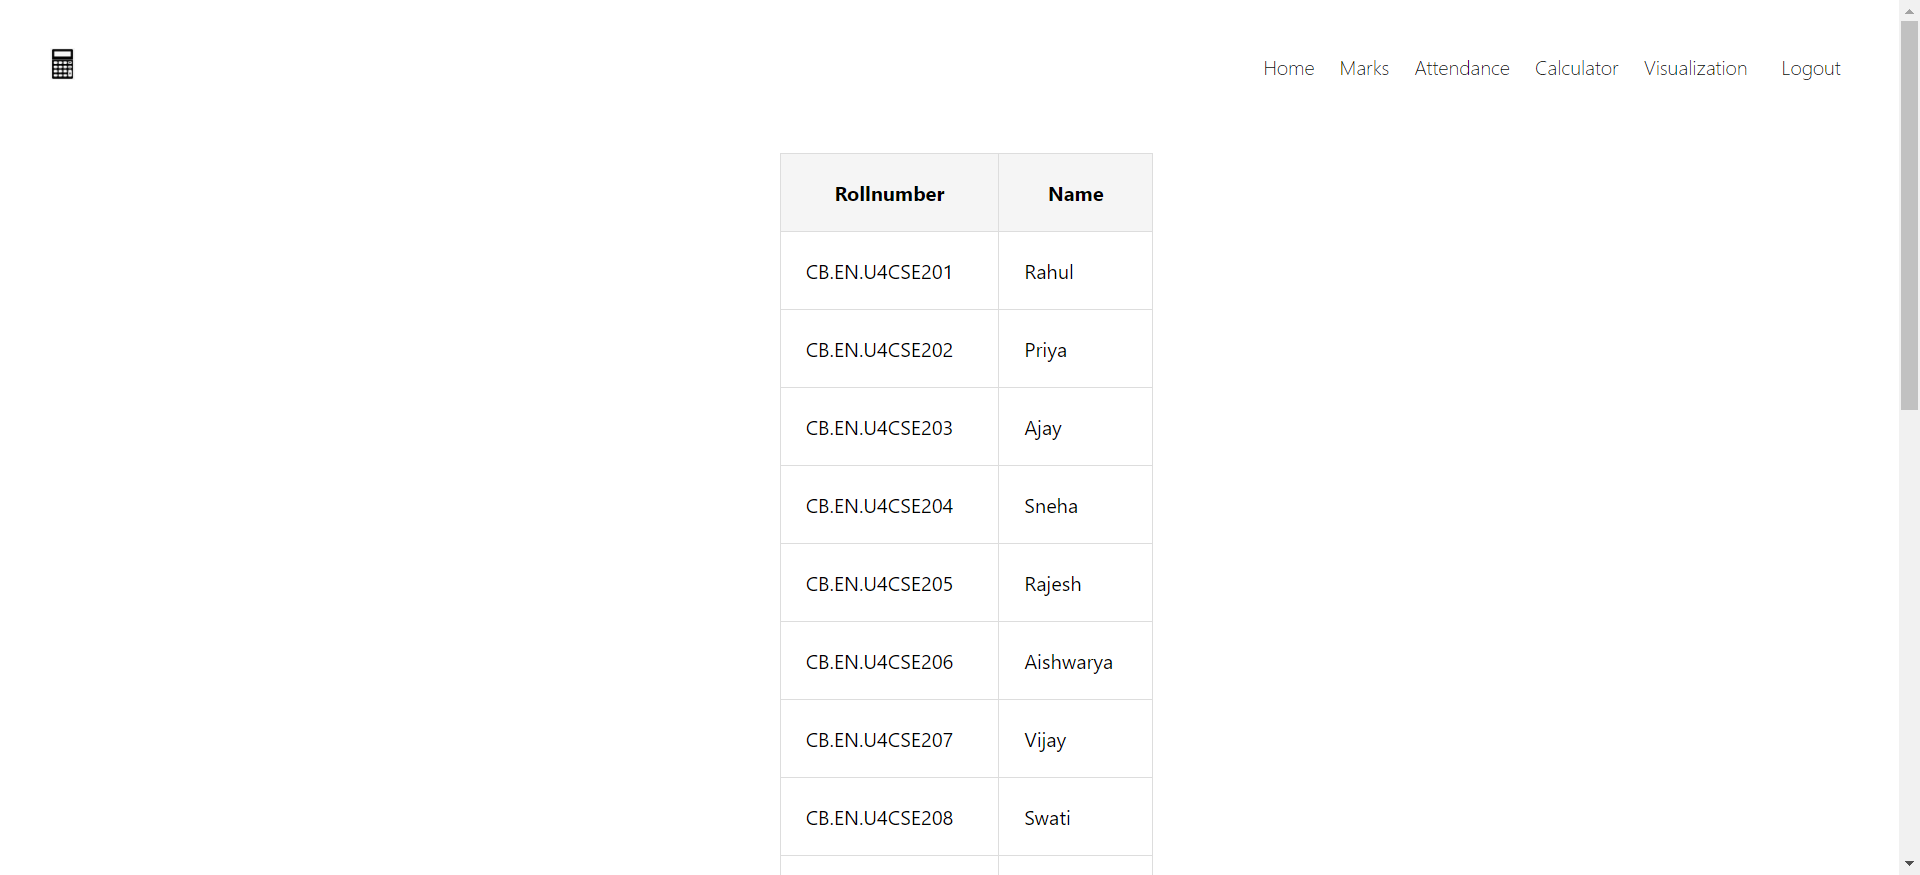 Home Marks Attendance Calculator Visualization Logout
Rollnumber Name
CB.EN.U4CSE201 Rahul
CB.EN.U4CSE202 Priya
CB.EN.U4CSE203 Ajay
CB.EN.U4CSE204 Sneha
CB.EN.U4CSE205 Rajesh
CB.EN.U4CSE206 Aishwarya
CB.EN.U4CSE207 Vijay
CB.EN.U4CSE208 Swati